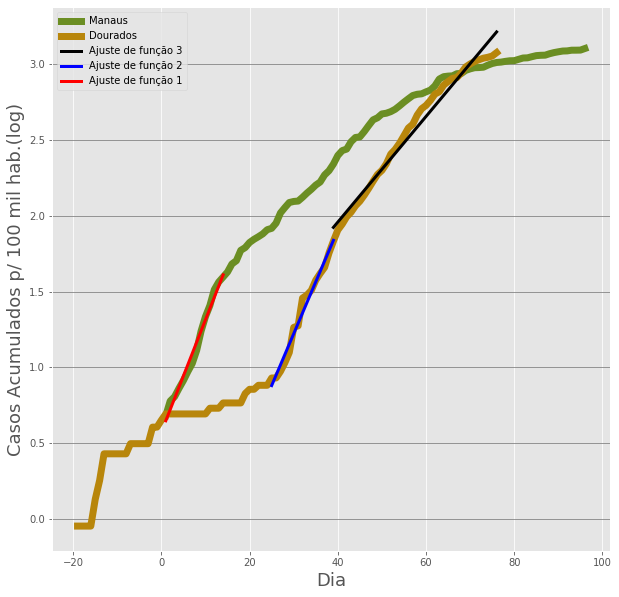 Manaus
Dourados
Ajuste de função 3
Ajuste de função 2
Ajuste de função 1
Casos Acumulados p/ 100 mil hab.(log)
3.0
2.5
2.0
1.5
1.0
0.5
0.0
−20 0 20 40 60 80 100
Dia